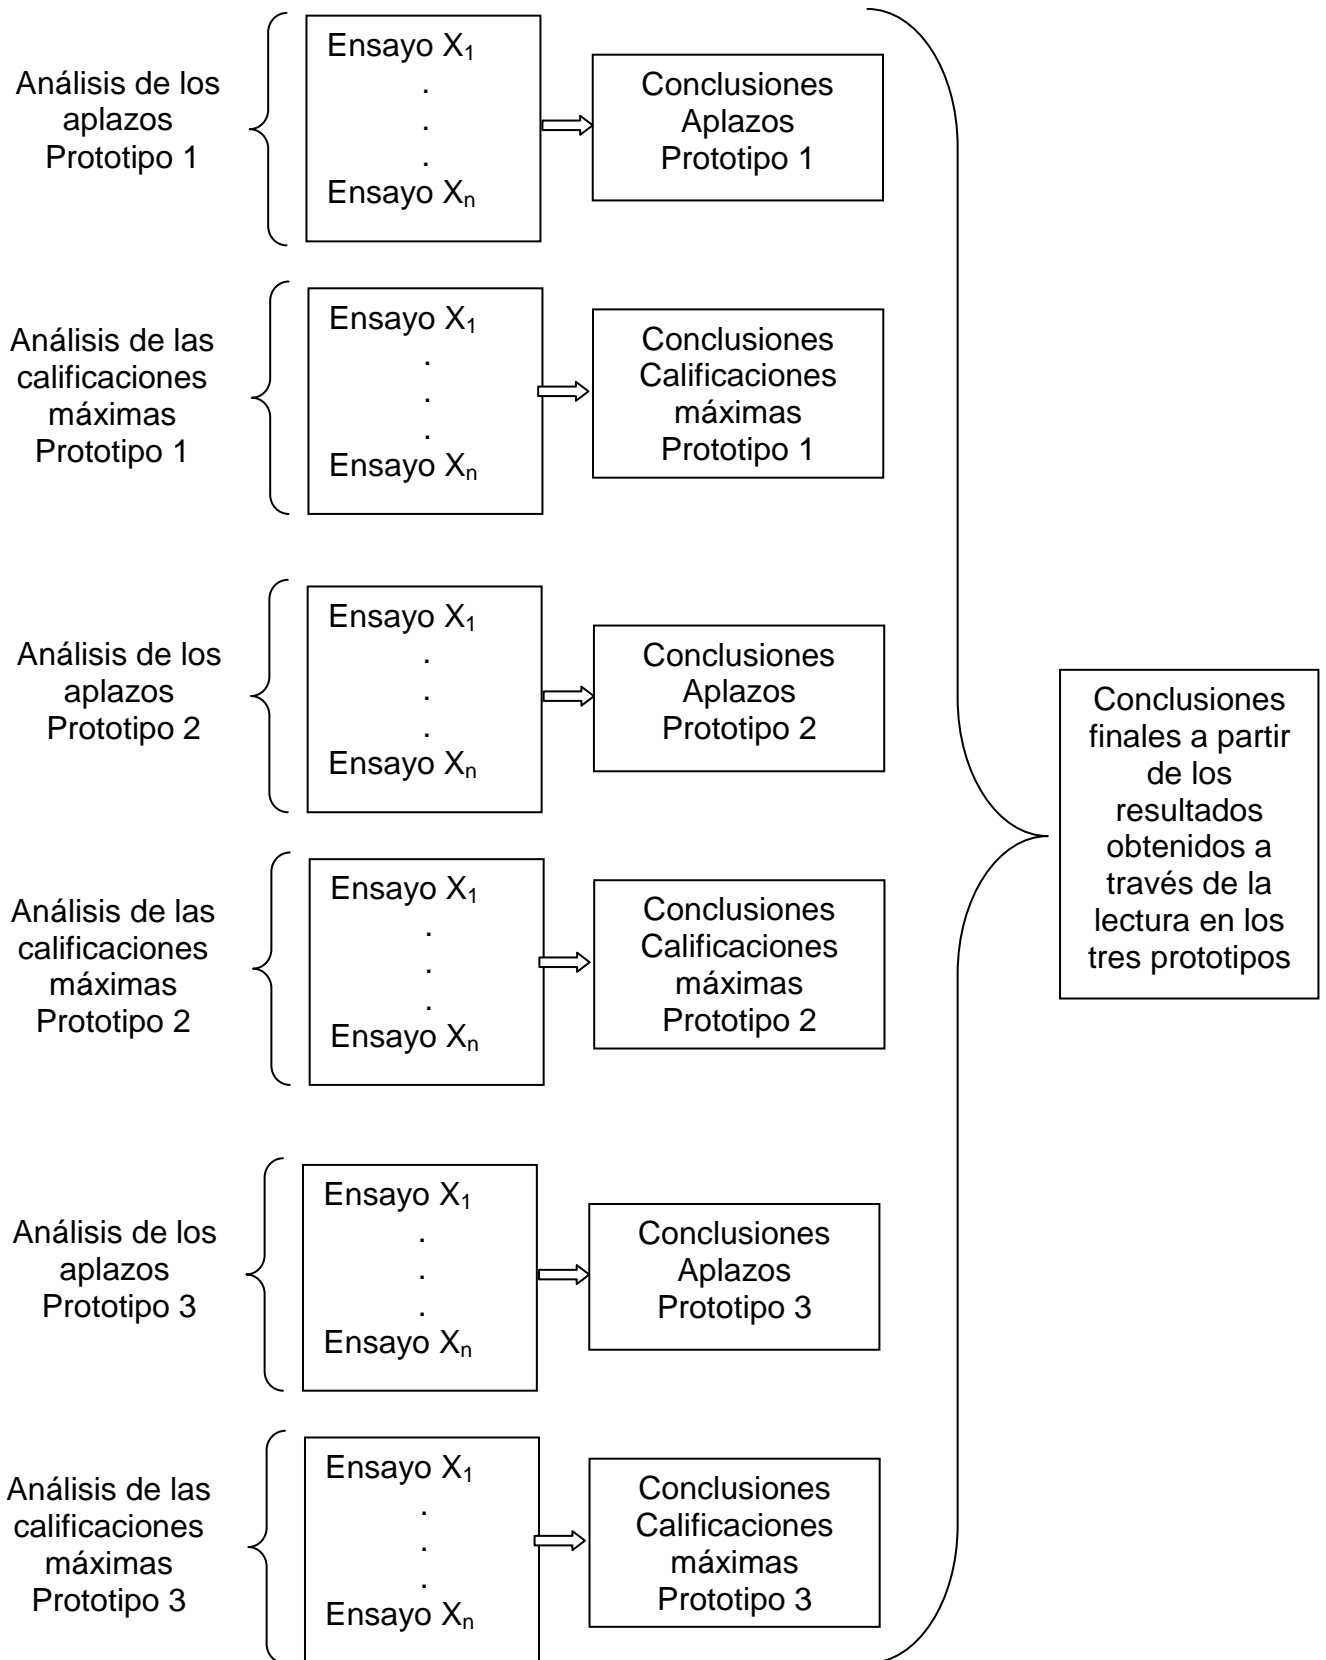 Análisis de los
aplazos
Prototipo 1
Ensayo X₁
.
.
.
Ensayo Xₙ
Conclusiones
Aplazos
Prototipo 1
Análisis de las
calificaciones
máximas
Prototipo 1
Ensayo X₁
.
.
.
Ensayo Xₙ
Conclusiones
Calificaciones
máximas
Prototipo 1
Análisis de los
aplazos
Prototipo 2
Ensayo X₁
.
.
.
Ensayo Xₙ
Conclusiones
Aplazos
Prototipo 2
Análisis de las
calificaciones
máximas
Prototipo 2
Ensayo X₁
.
.
.
Ensayo Xₙ
Conclusiones
Calificaciones
máximas
Prototipo 2
Análisis de los
aplazos
Prototipo 3
Ensayo X₁
.
.
.
Ensayo Xₙ
Conclusiones
Aplazos
Prototipo 3
Análisis de las
calificaciones
máximas
Prototipo 3
Ensayo X₁
.
.
.
Ensayo Xₙ
Conclusiones
Calificaciones
máximas
Prototipo 3
Conclusiones
finales a partir
de los
resultados
obtenidos a
través de la
lectura en los
tres prototipos